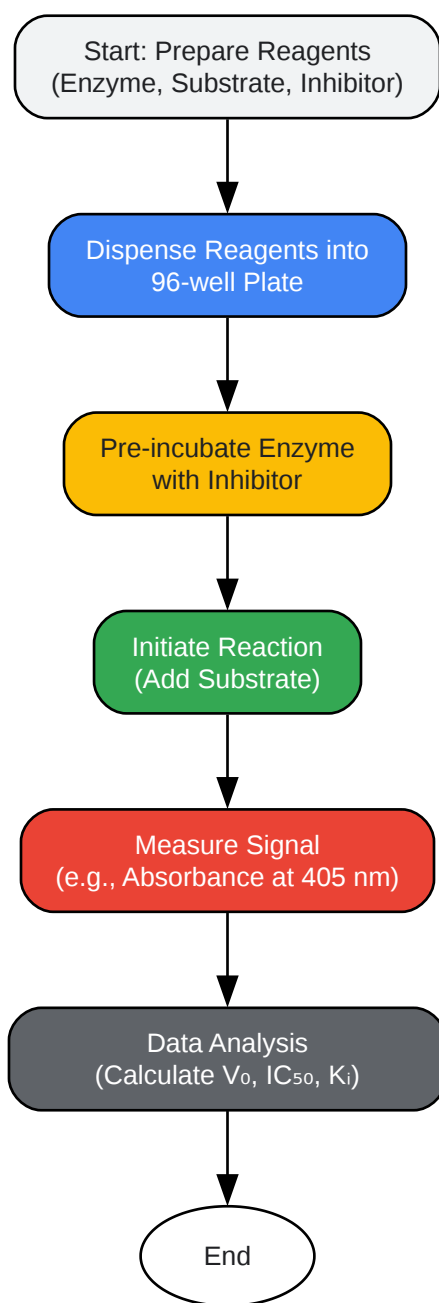 Start: Prepare Reagents
(Enzyme, Substrate, Inhibitor)
Dispense Reagents into
96-well Plate
Pre-incubate Enzyme
with Inhibitor
Initiate Reaction
(Add Substrate)
Measure Signal
(e.g., Absorbance at 405 nm)
Data Analysis
(Calculate V₀, IC₅₀, Kᵢ)
End